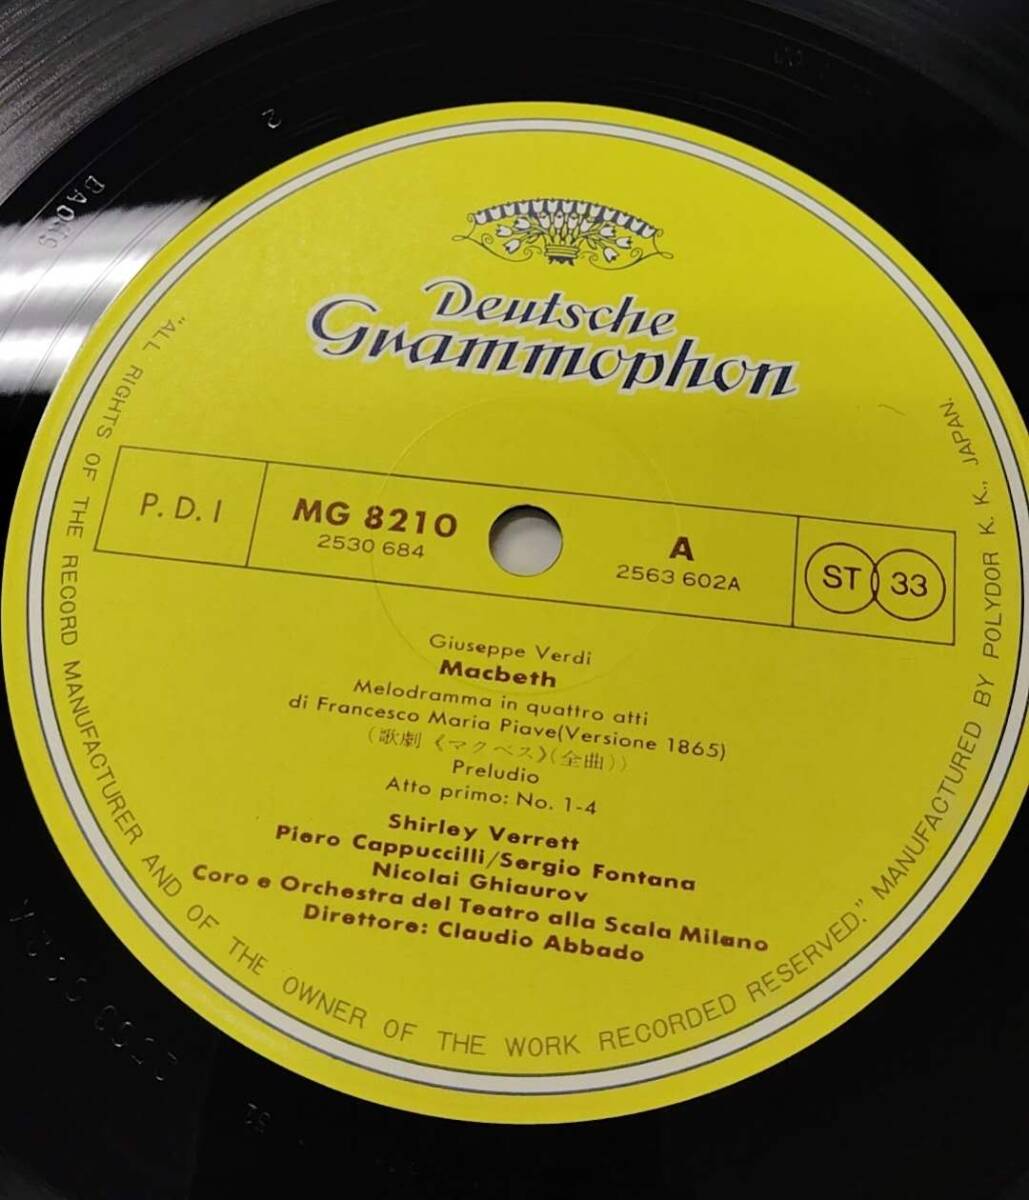 Deutsche
Grammophon
P.D.I
MG 8210
2530 684
A
2563 602A
ST 33
Giuseppe Verdi
Macbeth
Melodramma in quattro atti
di Francesco Maria Piave(Versione 1865)
(歌劇《マクベス》(全曲))
Preludio
Atto primo: No. 1-4
Shirley Verrett
Piero Cappuccilli/Sergio Fontana
Nicolai Ghiaurov
Coro e Orchestra del Teatro alla Scala Milano
Direttore: Claudio Abbado
"ALL RIGHTS OF THE RECORD MANUFACTURER AND OF THE OWNER OF THE WORK RECORDED RESERVED." MANUFACTURED BY POLYDOR K. K., JAPAN.
2